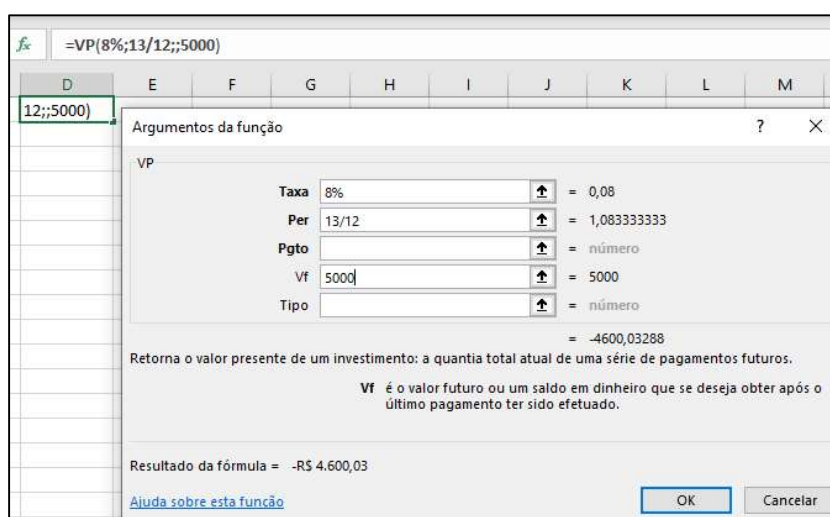 fx =VP(8%;13/12;;5000)
D E F G H I J K L M
12;;5000)
Argumentos da função ? ×
VP
Taxa 8% = 0,08
Per 13/12 = 1,083333333
Pgto = número
Vf 5000 = 5000
Tipo = número
= -4600,03288
Retorna o valor presente de um investimento: a quantia total atual de uma série de pagamentos futuros.
Vf é o valor futuro ou um saldo em dinheiro que se deseja obter após o
último pagamento ter sido efetuado.
Resultado da fórmula = -R$ 4.600,03
Ajuda sobre esta função OK Cancelar